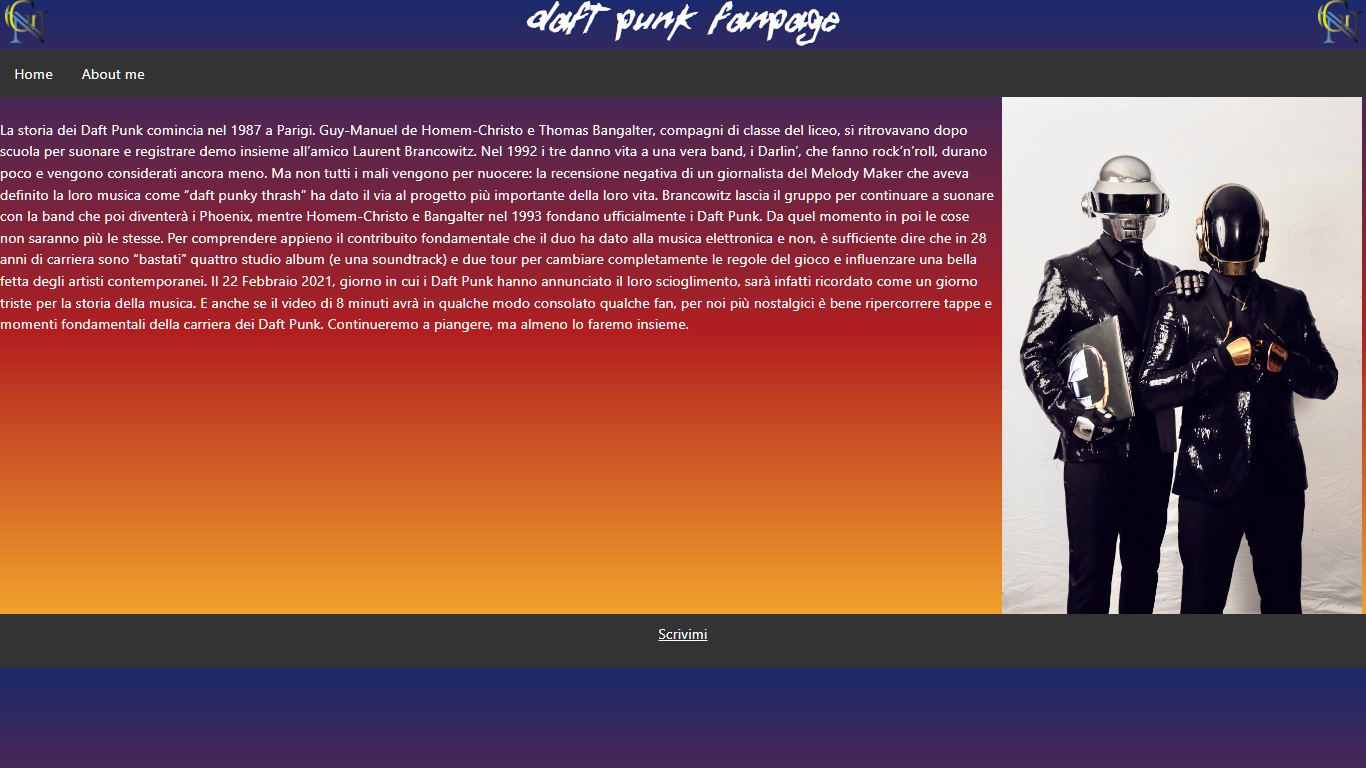 daft punk fanpage
Home
About me
La storia dei Daft Punk comincia nel 1987 a Parigi. Guy-Manuel de Homem-Christo e Thomas Bangalter, compagni di classe del liceo, si ritrovavano dopo
scuola per suonare e registrare demo insieme all’amico Laurent Brancowitz. Nel 1992 i tre danno vita a una vera band, i Darlin’, che fanno rock’n’roll, durano
poco e vengono considerati ancora meno. Ma non tutti i mali vengono per nuocere: la recensione negativa di un giornalista del Melody Maker che aveva
definito la loro musica come “daft punky thrash” ha dato il via al progetto più importante della loro vita. Brancowitz lascia il gruppo per continuare a suonare
con la band che poi diventerà i Phoenix, mentre Homem-Christo e Bangalter nel 1993 fondano ufficialmente i Daft Punk. Da quel momento in poi le cose
non saranno più le stesse. Per comprendere appieno il contribuito fondamentale che il duo ha dato alla musica elettronica e non, è sufficiente dire che in 28
anni di carriera sono “bastati” quattro studio album (e una soundtrack) e due tour per cambiare completamente le regole del gioco e influenzare una bella
fetta degli artisti contemporanei. Il 22 Febbraio 2021, giorno in cui i Daft Punk hanno annunciato il loro scioglimento, sarà infatti ricordato come un giorno
triste per la storia della musica. E anche se il video di 8 minuti avrà in qualche modo consolato qualche fan, per noi più nostalgici è bene ripercorrere tappe e
momenti fondamentali della carriera dei Daft Punk. Continueremo a piangere, ma almeno lo faremo insieme.
Scrivimi